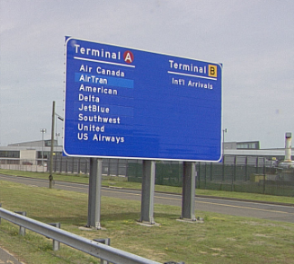 Terminal A
Air Canada
AirTran
American
Delta
JetBlue
Southwest
United
US Airways
Terminal B
Int'l Arrivals